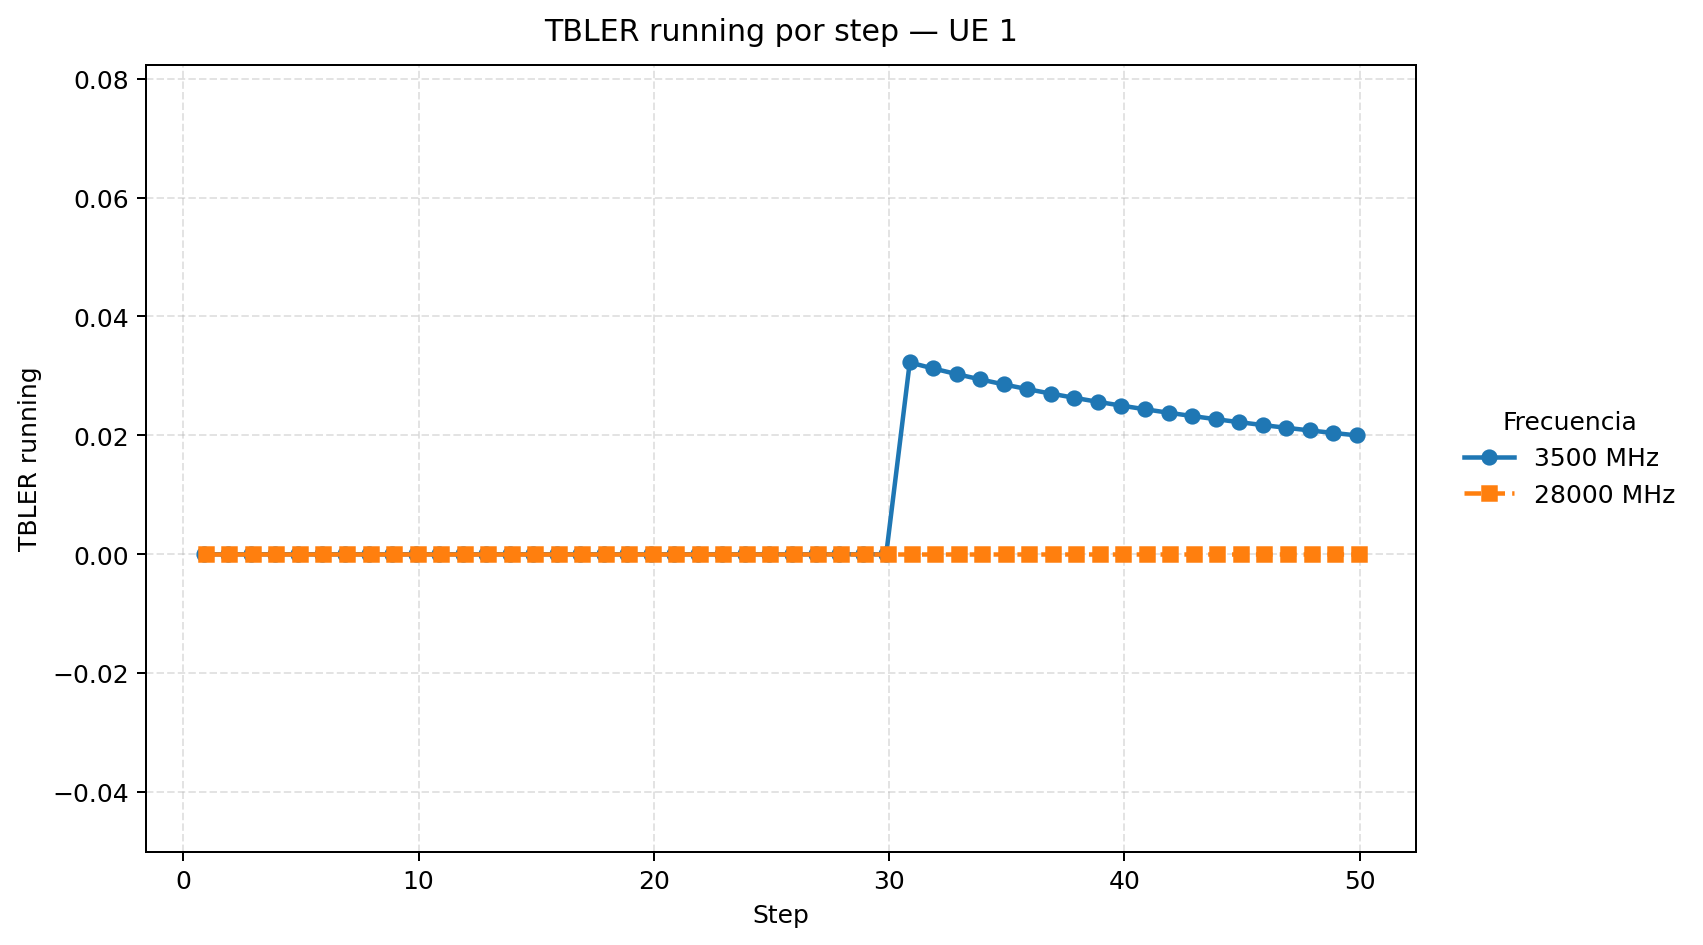 TBLER running por step — UE 1
0.08
0.06
0.04
0.02
0.00
−0.02
−0.04
TBLER running
0 10 20 30 40 50
Step
Frecuencia
3500 MHz
28000 MHz